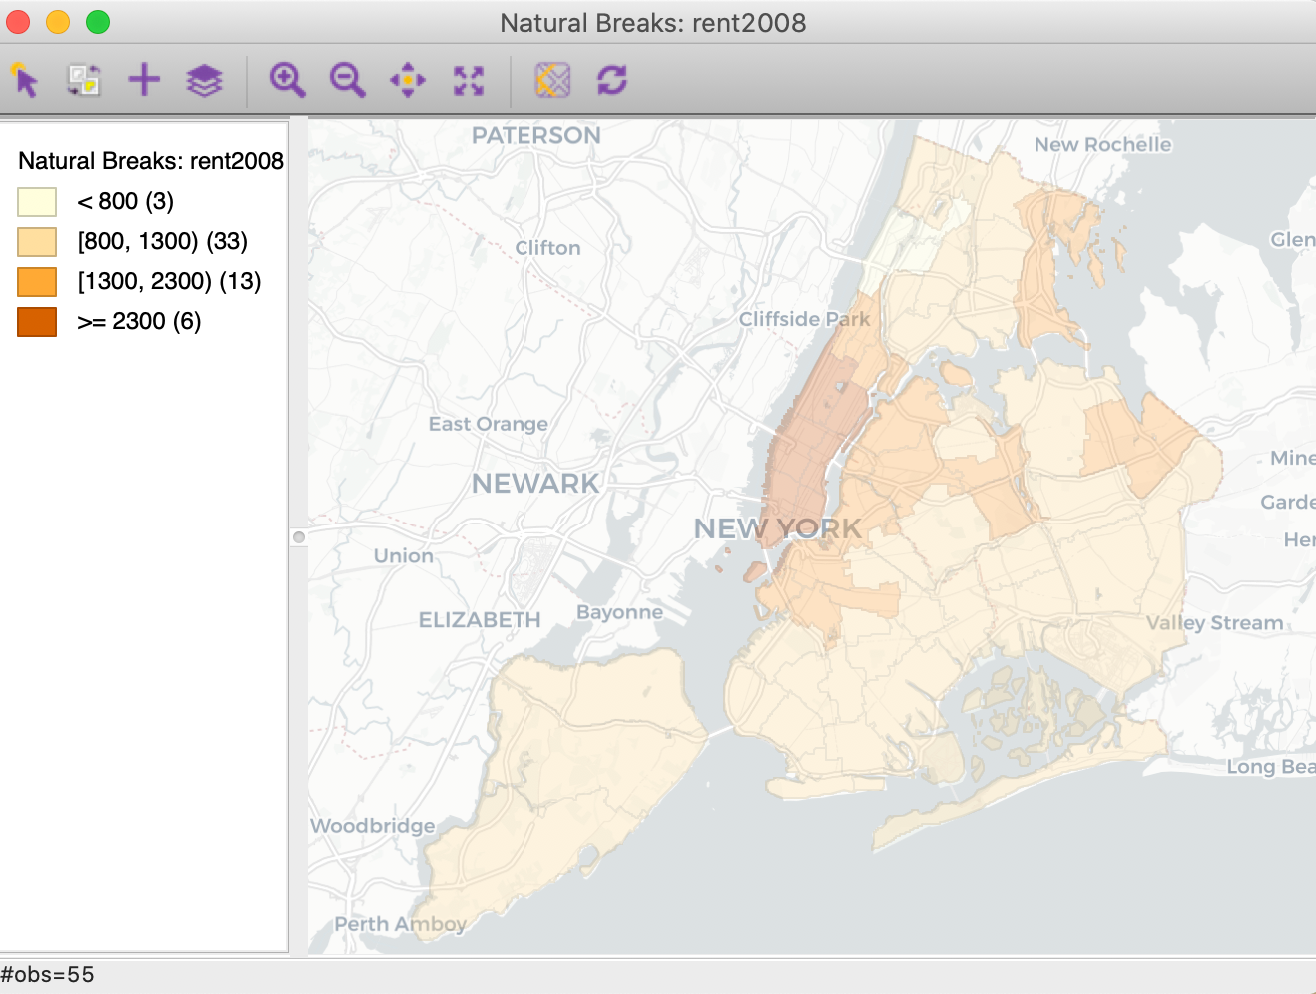 Natural Breaks: rent2008
Natural Breaks: rent2008
< 800 (3)
[800, 1300) (33)
[1300, 2300) (13)
>= 2300 (6)
PATERSON
New Rochelle
Clifton
Glen
Cliffside Park
East Orange
NEWARK
Mine
Garde
NEW YORK
Her
Union
ELIZABETH
Bayonne
Valley Stream
Long Bea
Woodbridge
Perth Amboy
#obs=55